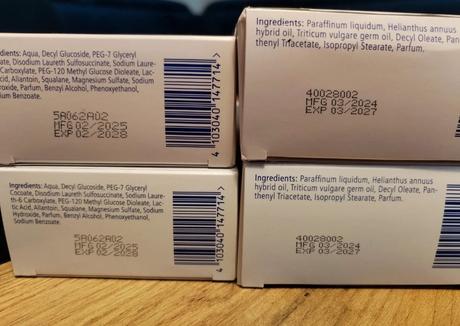 s: Aqua, Decyl Glucoside, PEG-7 Glyceryl
Disodium Laureth Sulfosuccinate, Sodium Laure-
Carboxylate, PEG-120 Methyl Glucose Dioleate, Lac-
Allantoin, Squalane, Magnesium Sulfate, Sodium
oxide, Parfum, Benzyl Alcohol, Phenoxyethanol,
m Benzoate.
5A062A02
MFG 02/2025
EXP 02/2028
4 103040 147714 >
Ingredients: Paraffinum liquidum, Helianthus annuus
hybrid oil, Triticum vulgare germ oil, Decyl Oleate, Pan-
thenyl Triacetate, Isopropyl Stearate, Parfum.
40028002
MFG 03/2024
EXP 03/2027
Ingredients: Aqua, Decyl Glucoside, PEG-7 Glyceryl
Cocoate, Disodium Laureth Sulfosuccinate, Sodium Laure-
th-6 Carboxylate, PEG-120 Methyl Glucose Dioleate, Lac-
tic Acid, Allantoin, Squalane, Magnesium Sulfate, Sodium
Hydroxide, Parfum, Benzyl Alcohol, Phenoxyethanol,
Sodium Benzoate.
5A062A02
MFG 02/2025
EXP 02/2028
4 103040 147714 >
Ingredients: Paraffinum liquidum, Helianthus annuus
hybrid oil, Triticum vulgare germ oil, Decyl Oleate, Pan-
thenyl Triacetate, Isopropyl Stearate, Parfum.
40028002
MFG 03/2024
EXP 03/2027